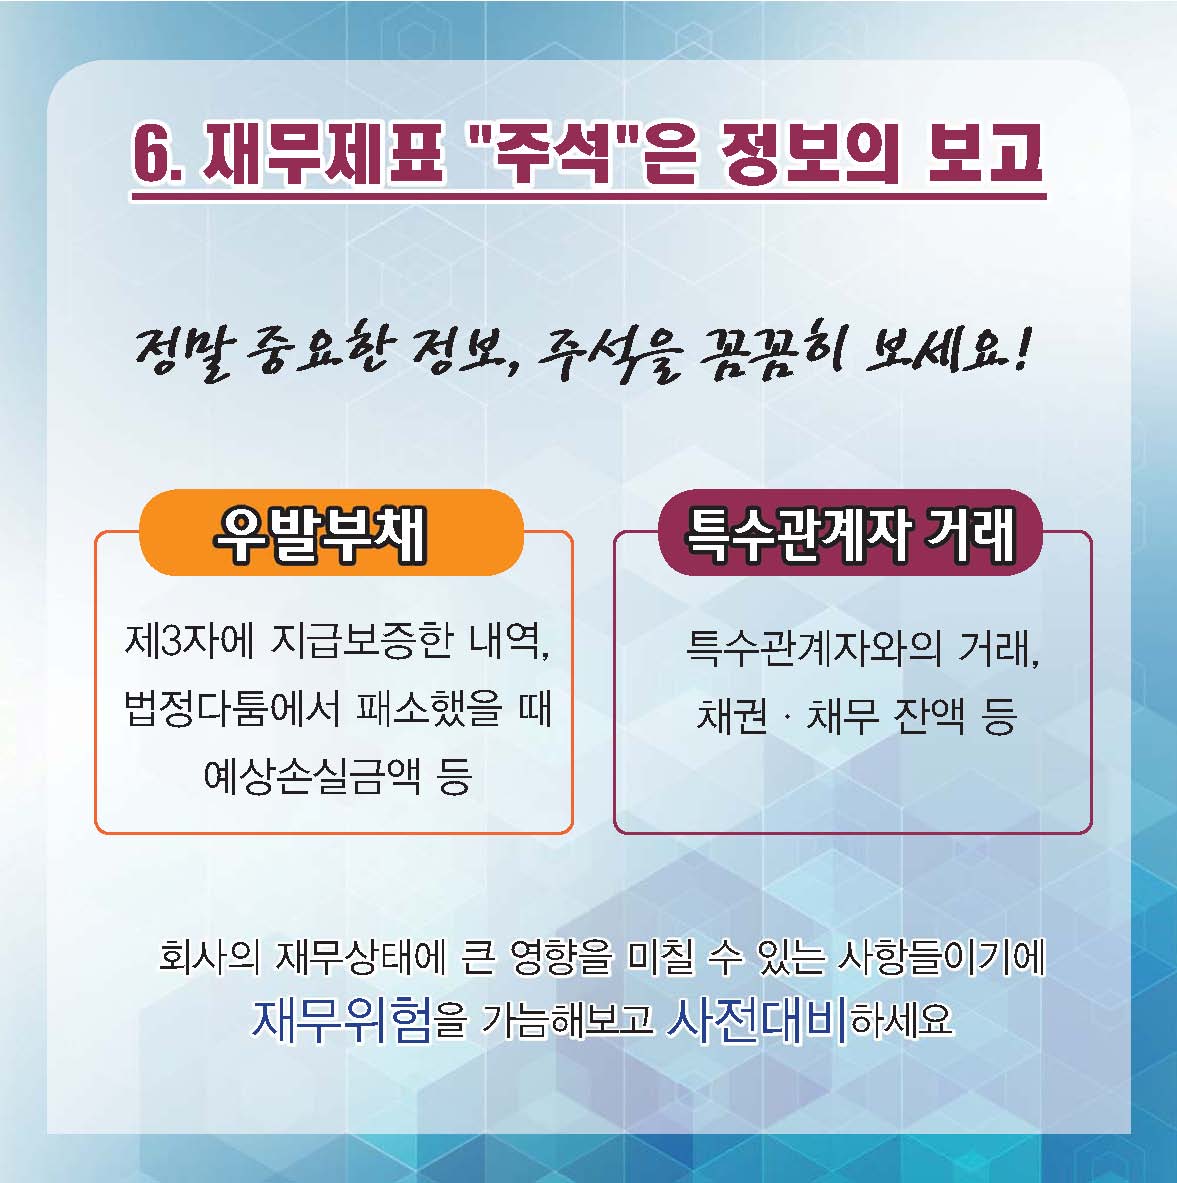 6. 재무제표 "주석"은 정보의 보고
정말 중요한 정보, 주석을 꼼꼼히 보세요!
우발부채
제3자에 지급보증한 내역,
법정다툼에서 패소했을 때
예상손실금액 등
특수관계자 거래
특수관계자와의 거래,
채권 · 채무 잔액 등
회사의 재무상태에 큰 영향을 미칠 수 있는 사항들이기에
재무위험을 가늠해보고 사전대비하세요